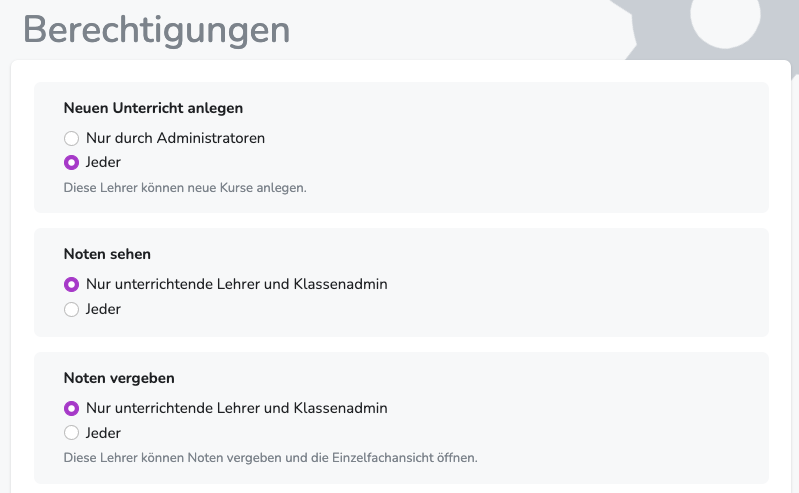 Berechtigungen
Neuen Unterricht anlegen
Nur durch Administratoren
Jeder
Diese Lehrer können neue Kurse anlegen.
Noten sehen
Nur unterrichtende Lehrer und Klassenadmin
Jeder
Noten vergeben
Nur unterrichtende Lehrer und Klassenadmin
Jeder
Diese Lehrer können Noten vergeben und die Einzelfachansicht öffnen.